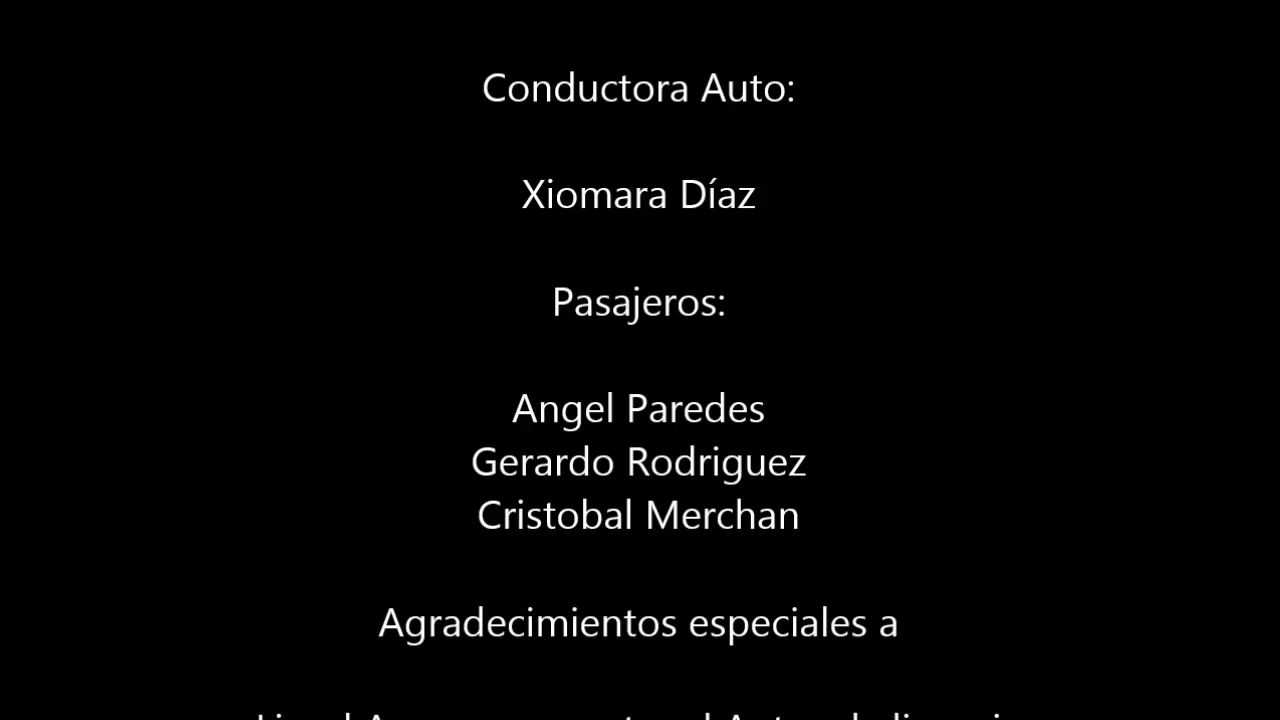 Conductora Auto:
Xiomara Díaz
Pasajeros:
Angel Paredes
Gerardo Rodriguez
Cristobal Merchan
Agradecimientos especiales a